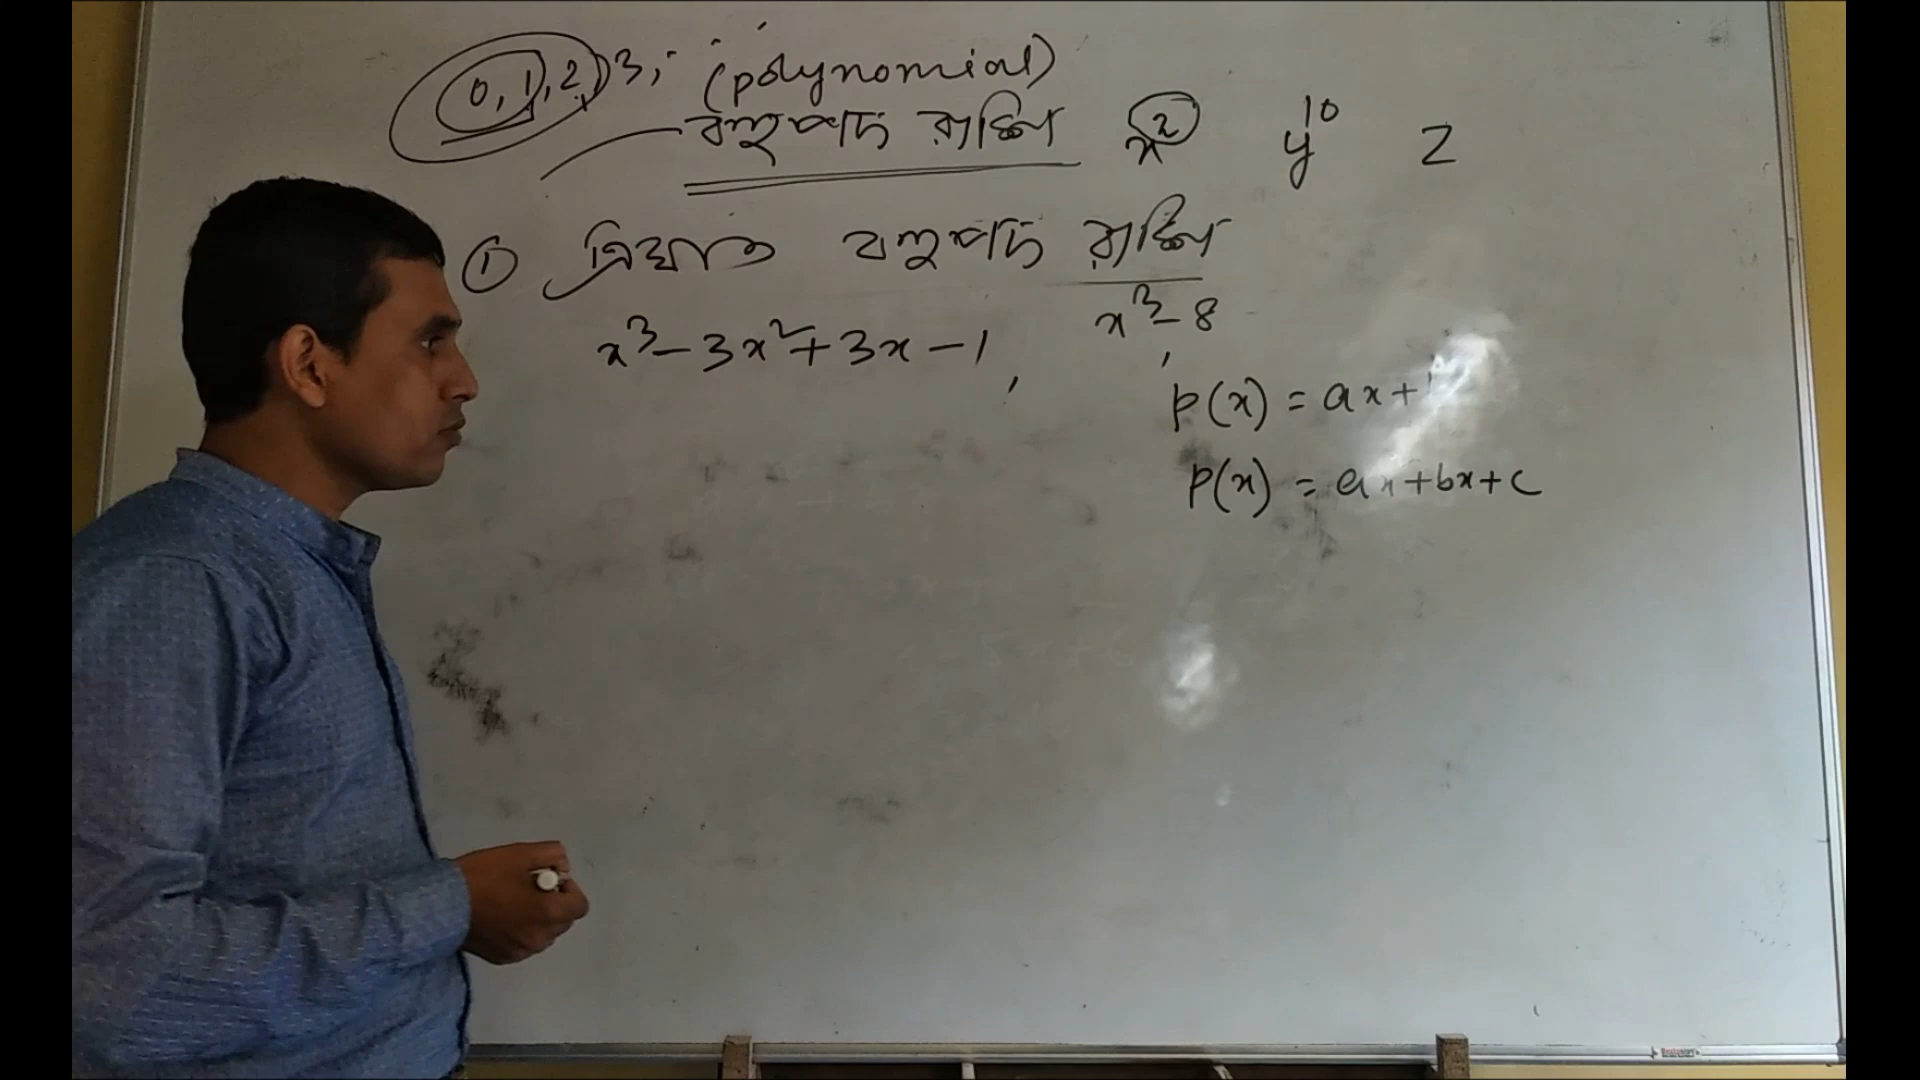 0, 1, 2, 3, (polynomial)
বহুপদ রাশি x² y¹⁰ z
① ত্রিঘাত বহুপদ রাশি
x³ - 3x² + 3x - 1, x³ - 8,
p(x) = ax +
p(x) = ax + bx + c